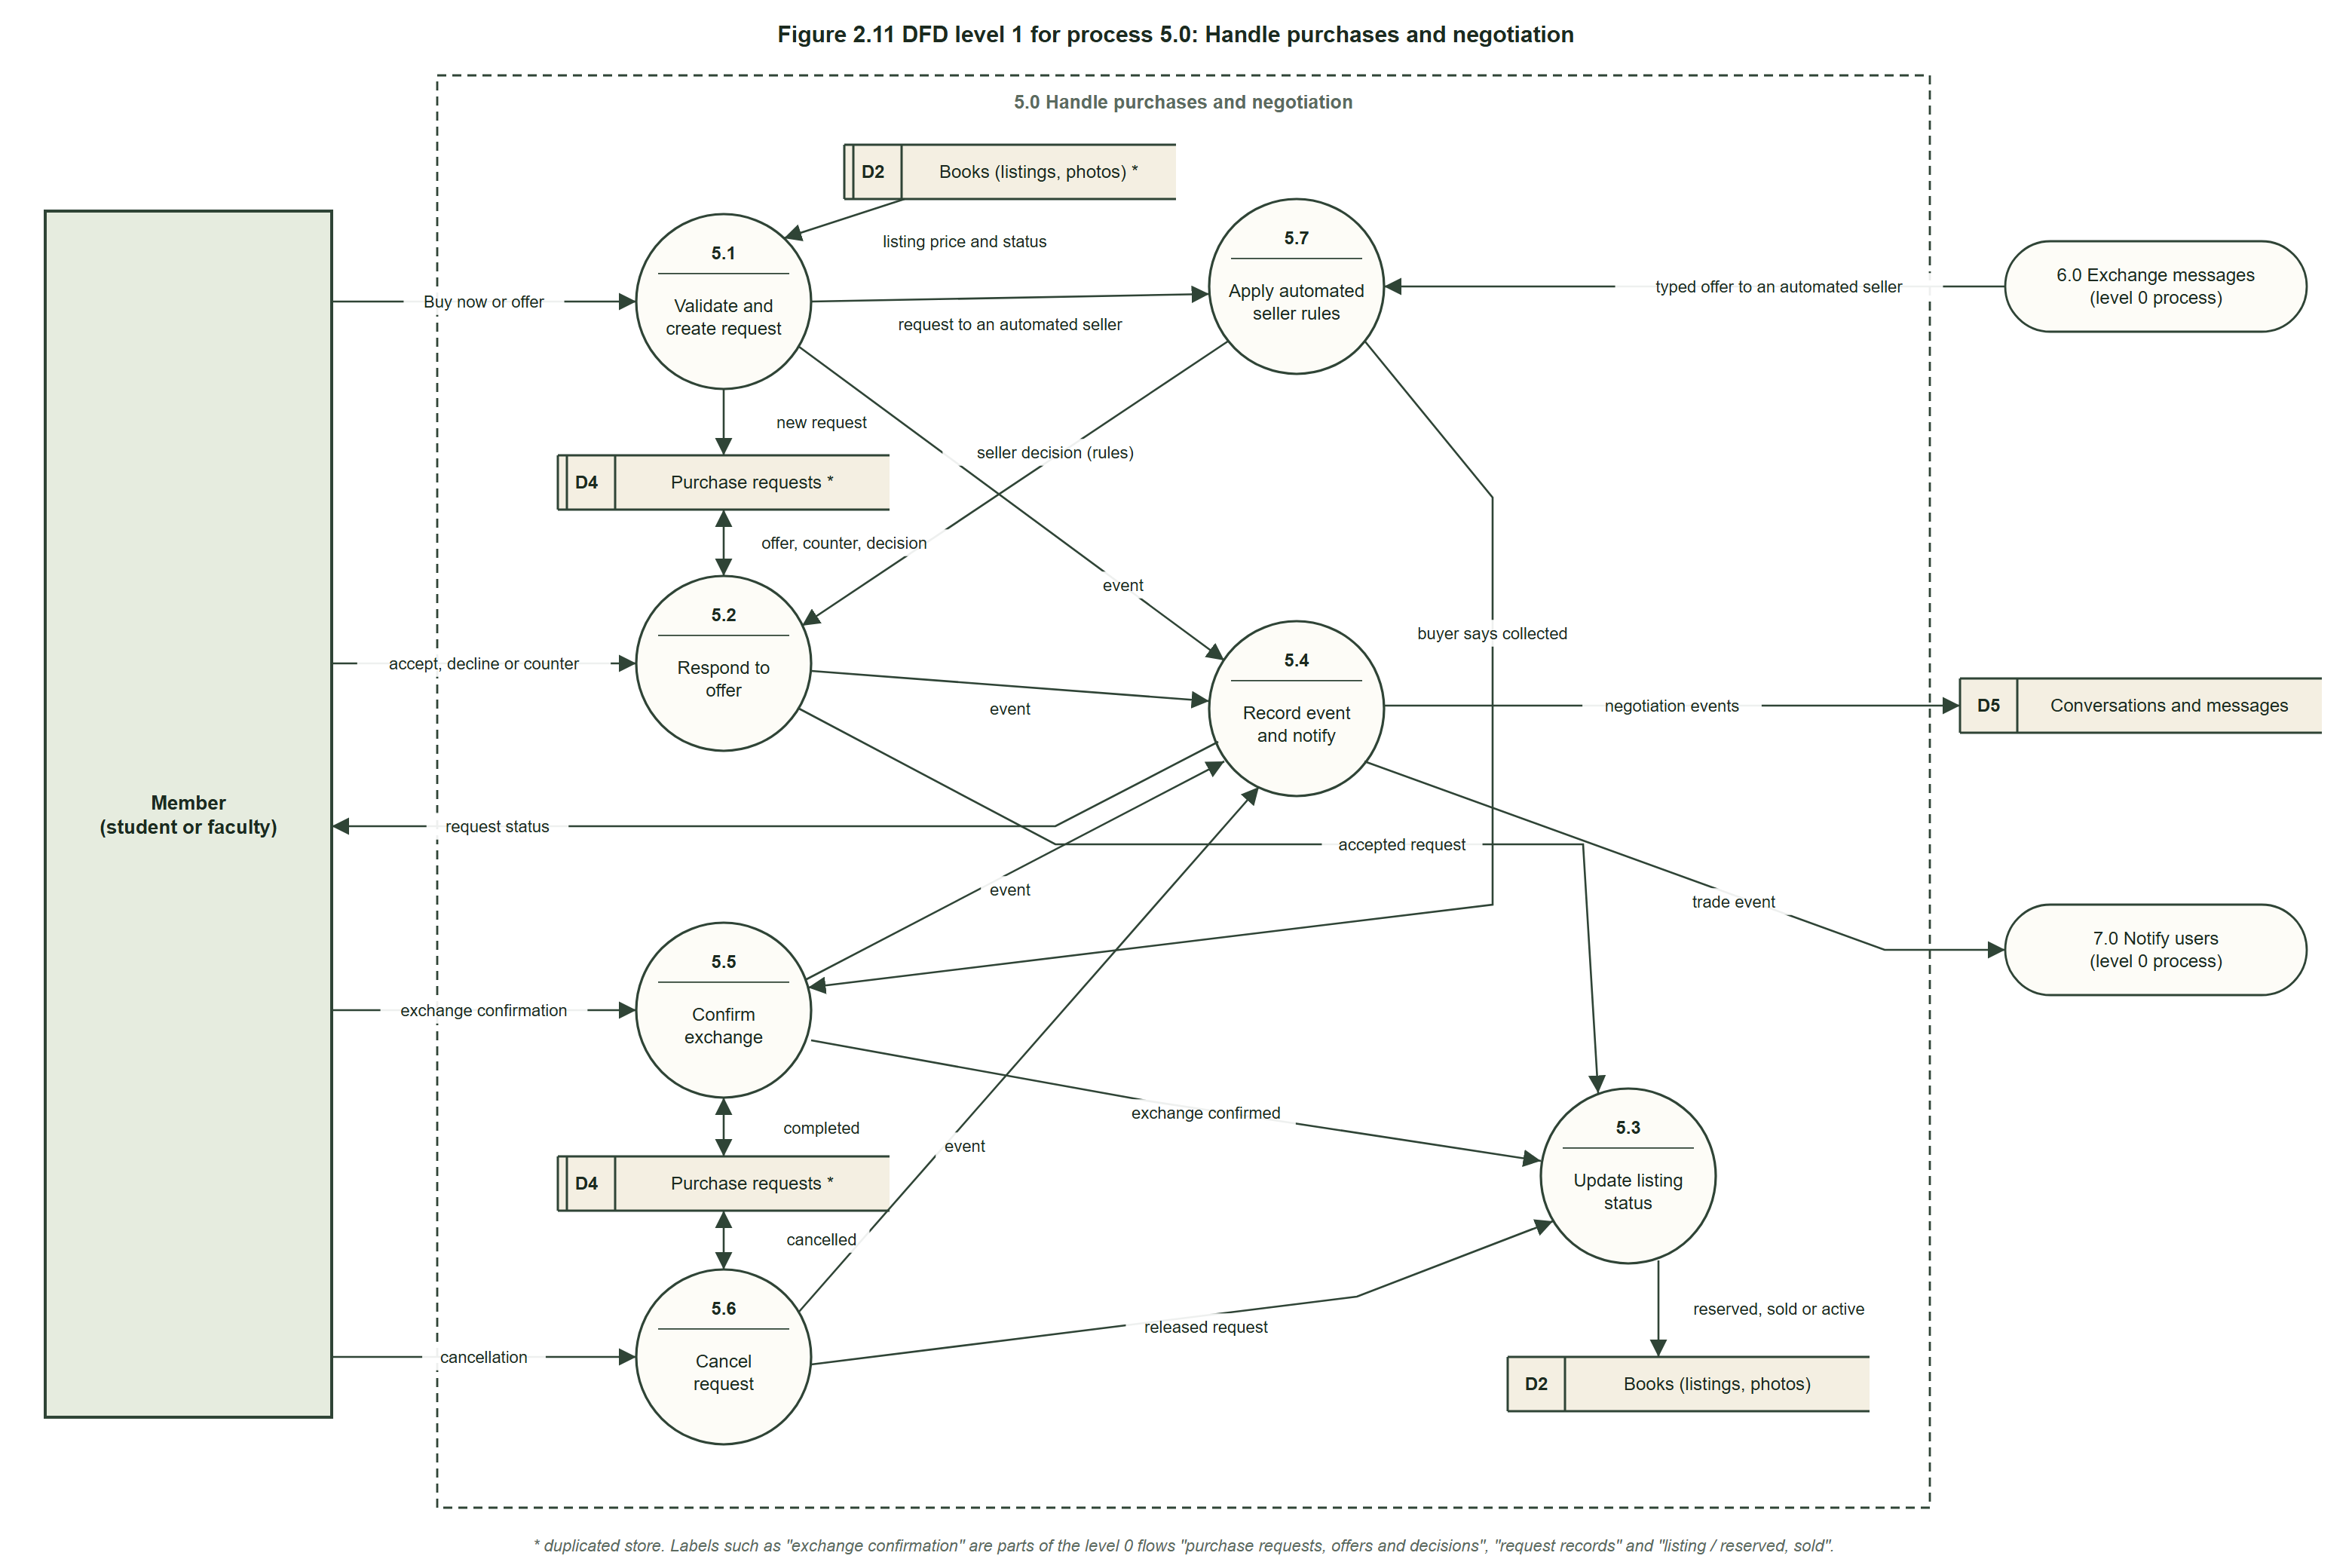 Figure 2.11 DFD level 1 for process 5.0: Handle purchases and negotiation
5.0 Handle purchases and negotiation
D2
Books (listings, photos) *
listing price and status
5.1
Validate and
create request
5.7
Apply automated
seller rules
6.0 Exchange messages
(level 0 process)
Buy now or offer
request to an automated seller
typed offer to an automated seller
new request
seller decision (rules)
D4
Purchase requests *
offer, counter, decision
event
5.2
Respond to
offer
accept, decline or counter
event
buyer says collected
5.4
Record event
and notify
negotiation events
D5
Conversations and messages
Member
(student or faculty)
request status
accepted request
event
trade event
7.0 Notify users
(level 0 process)
5.5
Confirm
exchange
exchange confirmation
completed
exchange confirmed
event
5.3
Update listing
status
D4
Purchase requests *
cancelled
5.6
Cancel
request
cancellation
released request
reserved, sold or active
D2
Books (listings, photos)
* duplicated store. Labels such as "exchange confirmation" are parts of the level 0 flows "purchase requests, offers and decisions", "request records" and "listing / reserved, sold".